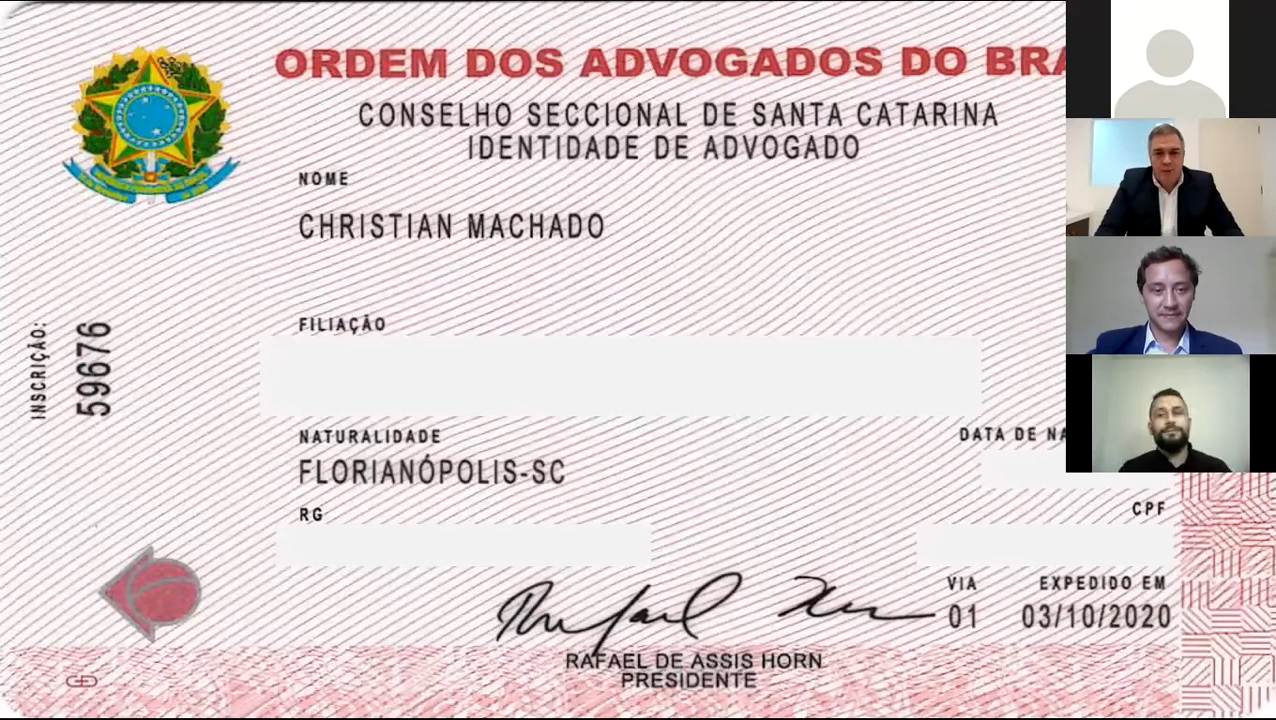 ORDEM DOS ADVOGADOS DO BRA
CONSELHO SECCIONAL DE SANTA CATARINA
IDENTIDADE DE ADVOGADO
NOME
CHRISTIAN MACHADO
FILIAÇÃO
INSCRIÇÃO:
59676
NATURALIDADE
DATA DE NA
FLORIANÓPOLIS-SC
RG
CPF
VIA
EXPEDIDO EM
01
03/10/2020
RAFAEL DE ASSIS HORN
PRESIDENTE